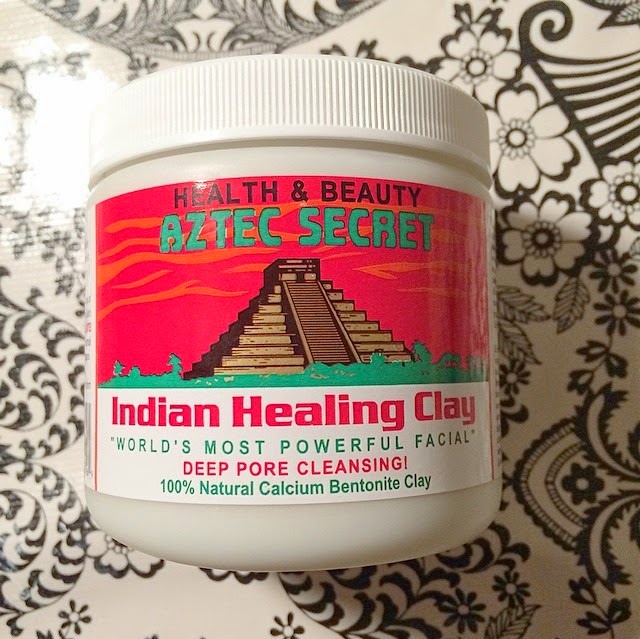 HEALTH & BEAUTY
AZTEC SECRET
Indian Healing Clay
"WORLD'S MOST POWERFUL FACIAL"
DEEP PORE CLEANSING!
100% Natural Calcium Bentonite Clay